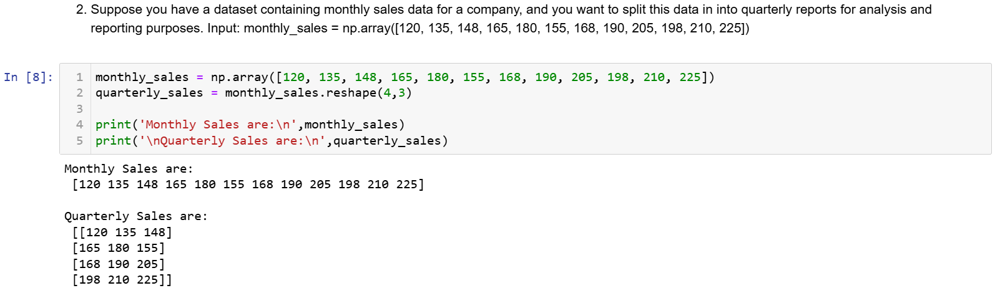 2. Suppose you have a dataset containing monthly sales data for a company, and you want to split this data in into quarterly reports for analysis and
reporting purposes. Input: monthly_sales = np.array([120, 135, 148, 165, 180, 155, 168, 190, 205, 198, 210, 225])
In [8]:
1 monthly_sales = np.array([120, 135, 148, 165, 180, 155, 168, 190, 205, 198, 210, 225])
2 quarterly_sales = monthly_sales.reshape(4,3)
3
4 print('Monthly Sales are:\n',monthly_sales)
5 print('\nQuarterly Sales are:\n',quarterly_sales)
Monthly Sales are:
[120 135 148 165 180 155 168 190 205 198 210 225]
Quarterly Sales are:
[[120 135 148]
[165 180 155]
[168 190 205]
[198 210 225]]